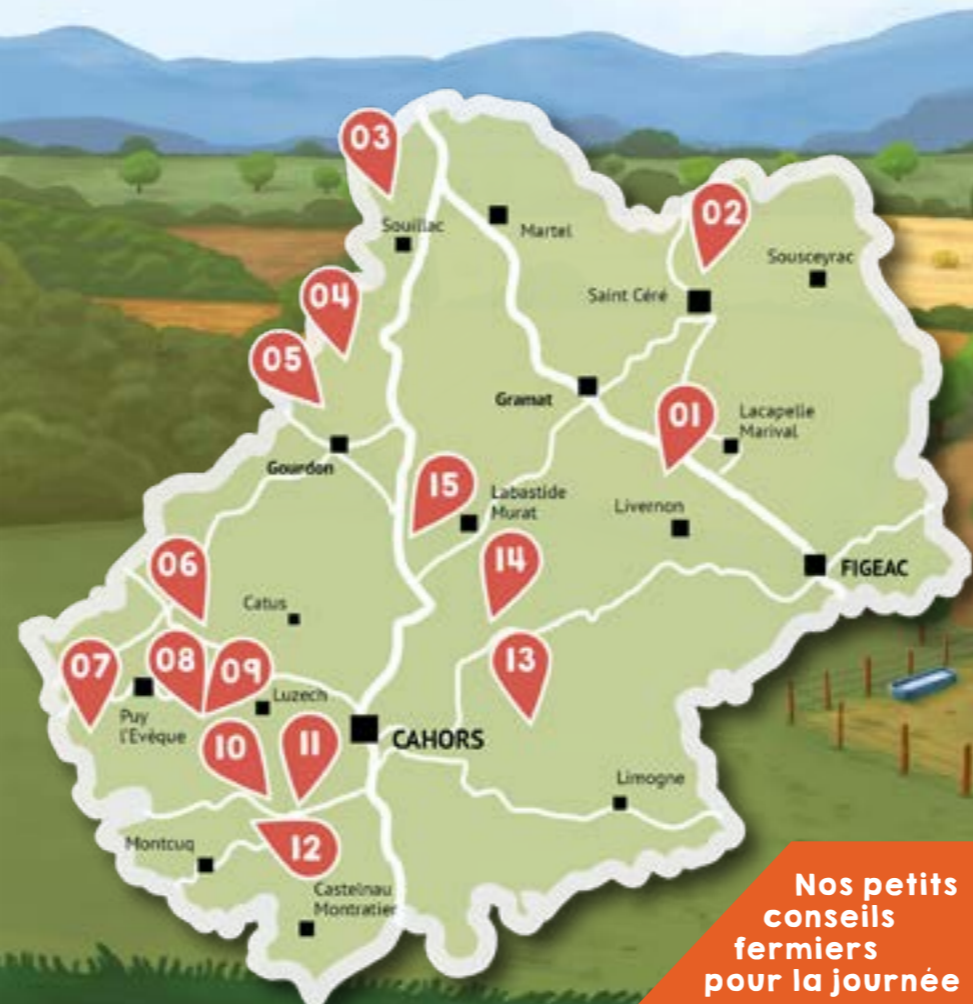 03
02
Souillac
Martel
Sousceyrac
Saint Céré
04
05
Gramat
01
Lacapelle
Marival
Gourdon
15
Labastide
Murat
Livernon
14
FIGEAC
06
Catus
07
08
09
13
Luzech
Puy
l'Evêque
10
11
CAHORS
Limogne
12
Montcuq
Castelnau
Montratier
Nos petits
conseils
fermiers
pour la journée